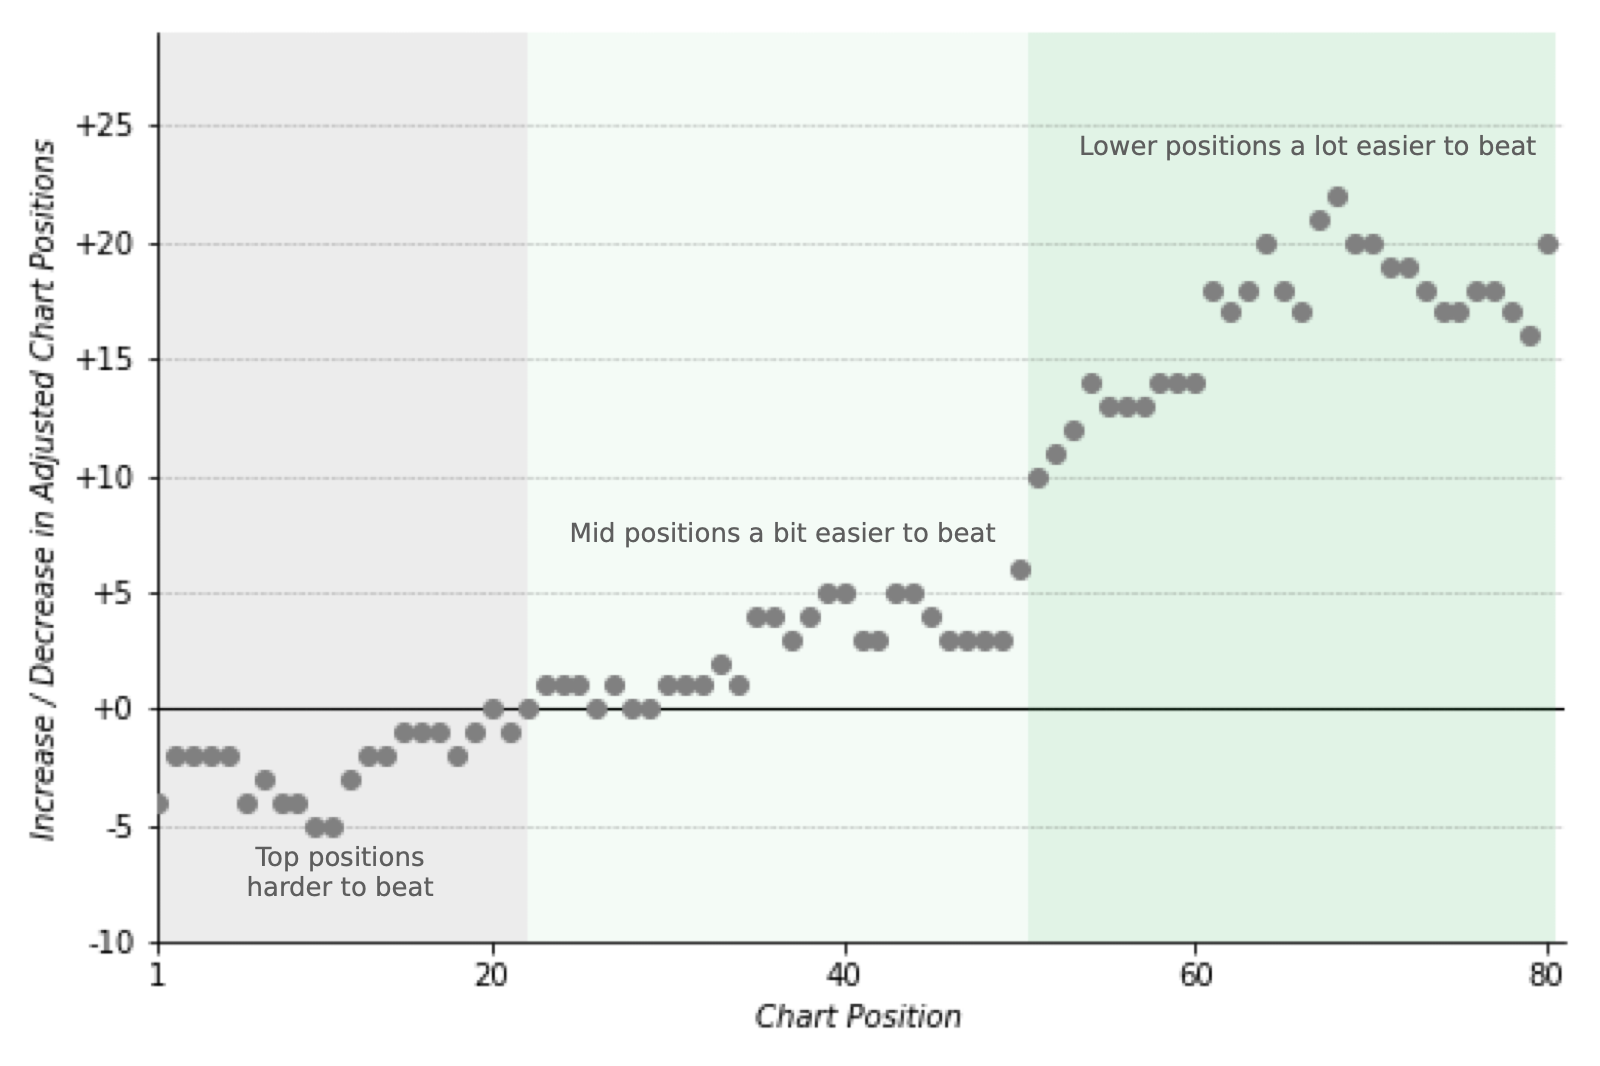 Increase / Decrease in Adjusted Chart Positions
+25
+20
+15
+10
+5
+0
-5
-10
Lower positions a lot easier to beat
Mid positions a bit easier to beat
Top positions
harder to beat
1
20
40
60
80
Chart Position